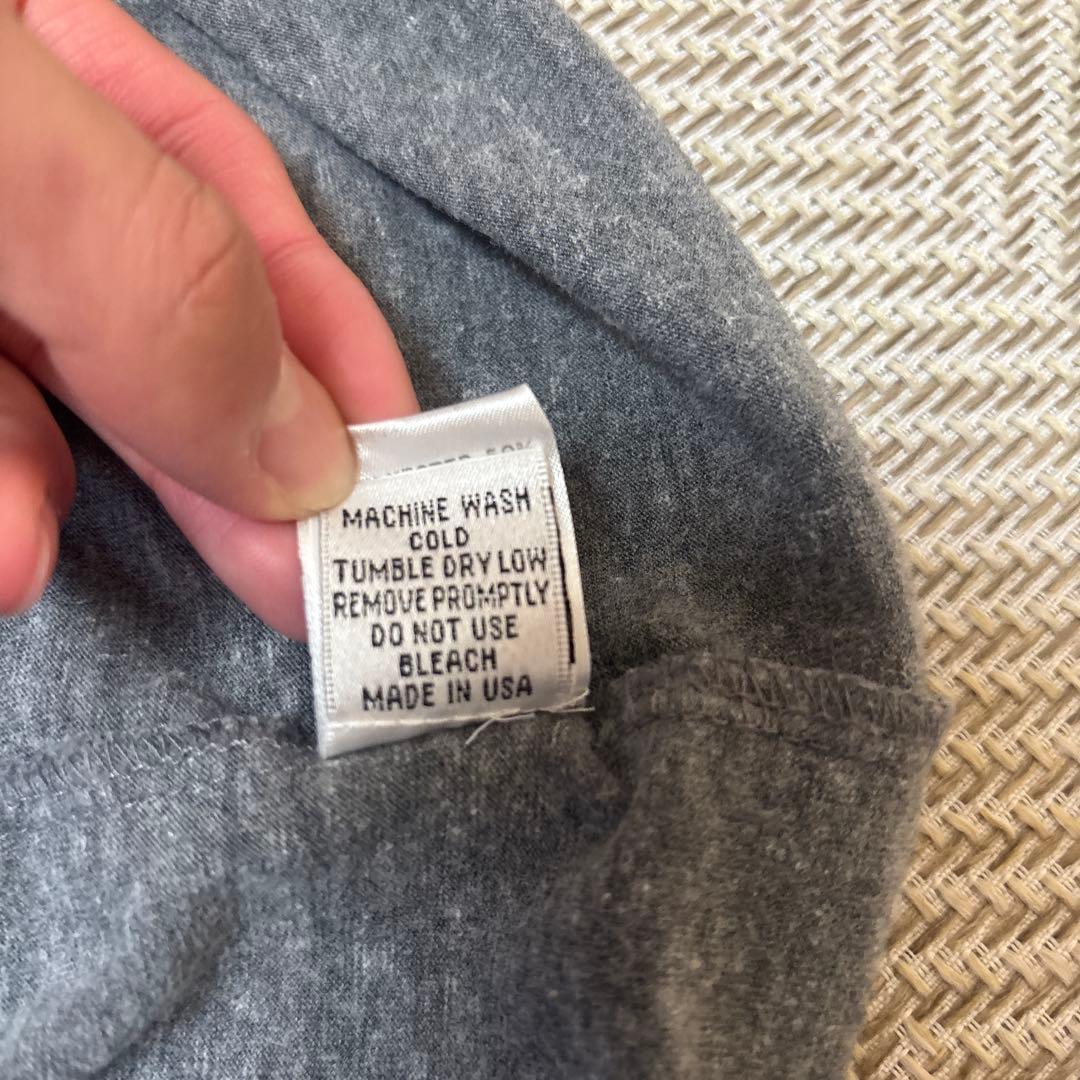 MACHINE WASH
COLD
TUMBLE DRY LOW
REMOVE PROMPTLY
DO NOT USE
BLEACH
MADE IN USA